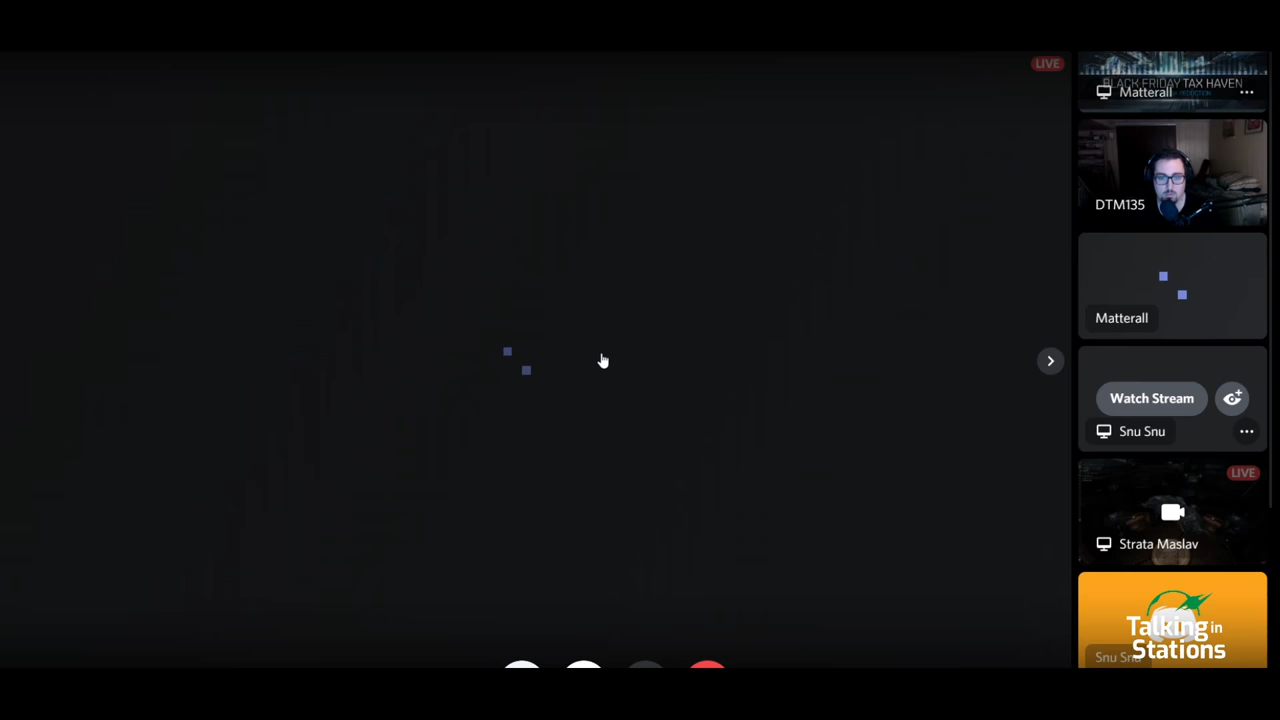 LIVE
BLACK FRIDAY TAX HAVEN
Matterall
DTM135
Matterall
Watch Stream
Snu Snu
LIVE
Strata Maslav
Talking in
Stations
Snu Snu